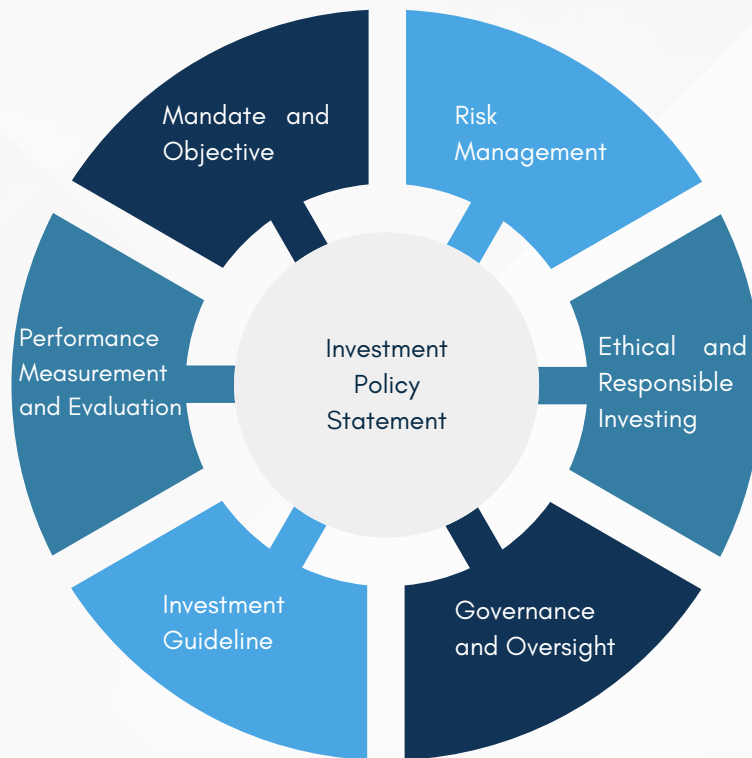 Mandate and
Objective
Risk
Management
Performance
Measurement
and Evaluation
Investment
Policy
Statement
Ethical and
Responsible
Investing
Investment
Guideline
Governance
and Oversight